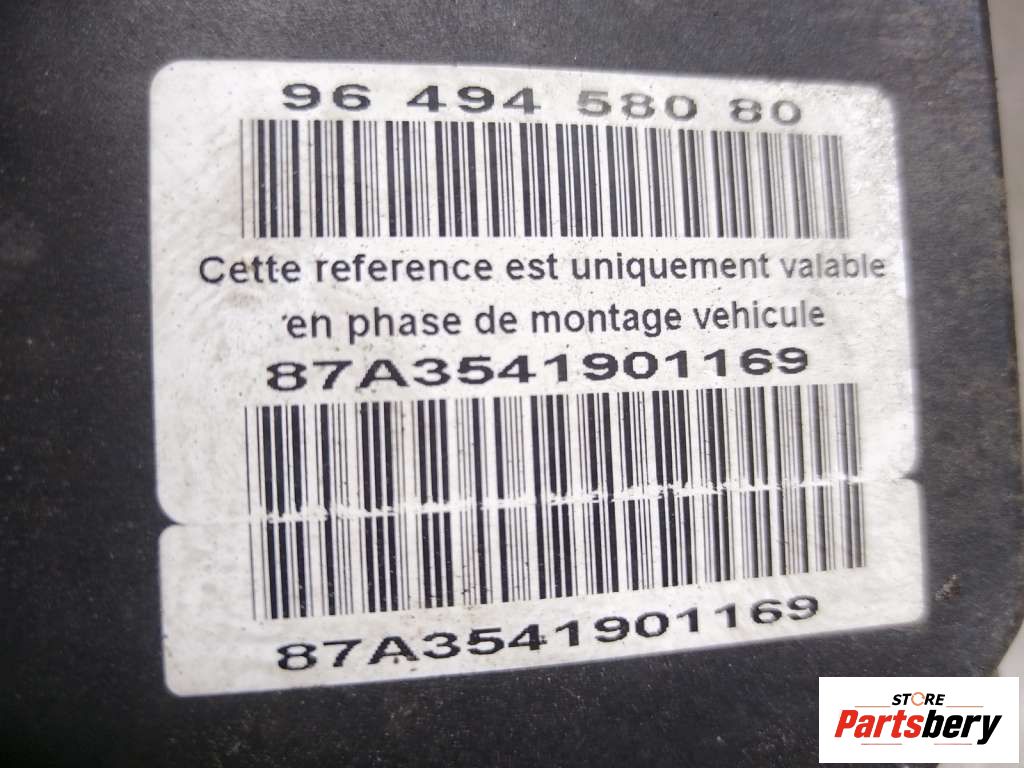 96 494 580 80
Cette reference est uniquement valable
en phase de montage vehicule
87A3541901169
87A3541901169
STORE
Partsbery